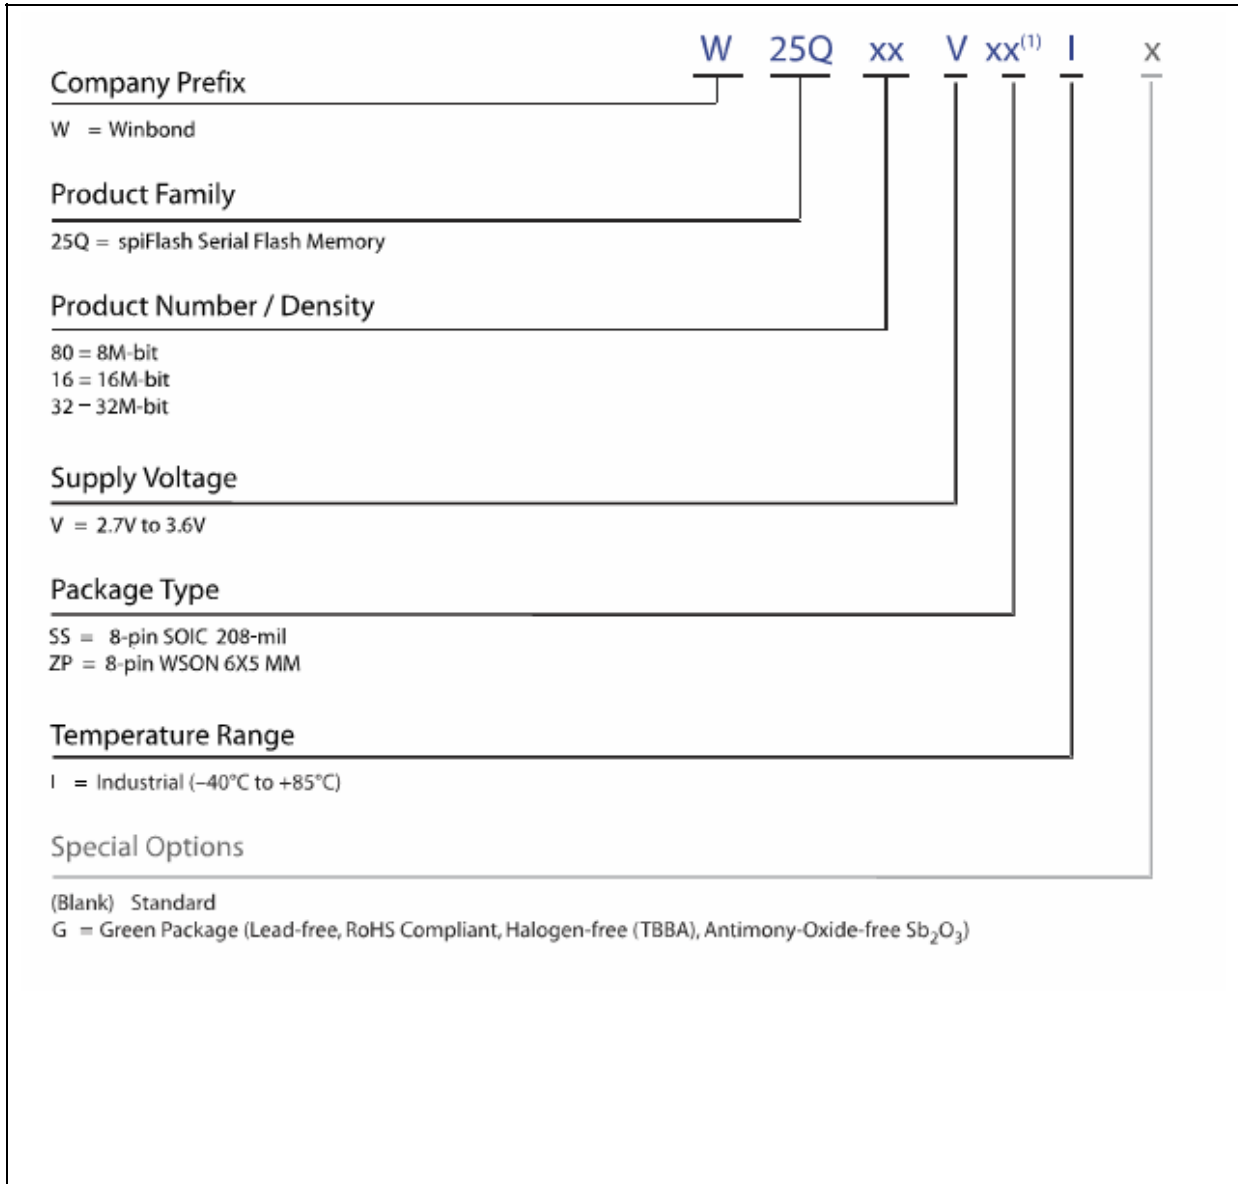 W 25Q xx V xx(1) I x
Company Prefix
W = Winbond
Product Family
25Q = spiFlash Serial Flash Memory
Product Number / Density
80 = 8M-bit
16 = 16M-bit
32 – 32M-bit
Supply Voltage
V = 2.7V to 3.6V
Package Type
SS = 8-pin SOIC 208-mil
ZP = 8-pin WSON 6X5 MM
Temperature Range
I = Industrial (–40°C to +85°C)
Special Options
(Blank) Standard
G = Green Package (Lead-free, RoHS Compliant, Halogen-free (TBBA), Antimony-Oxide-free Sb2O3)